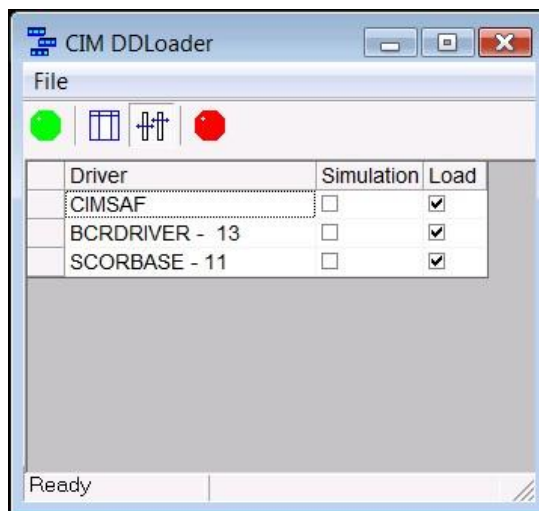 CIM DDLoader
File
Driver Simulation Load
CIMSAF
BCRDRIVER - 13
SCORBASE - 11
Ready